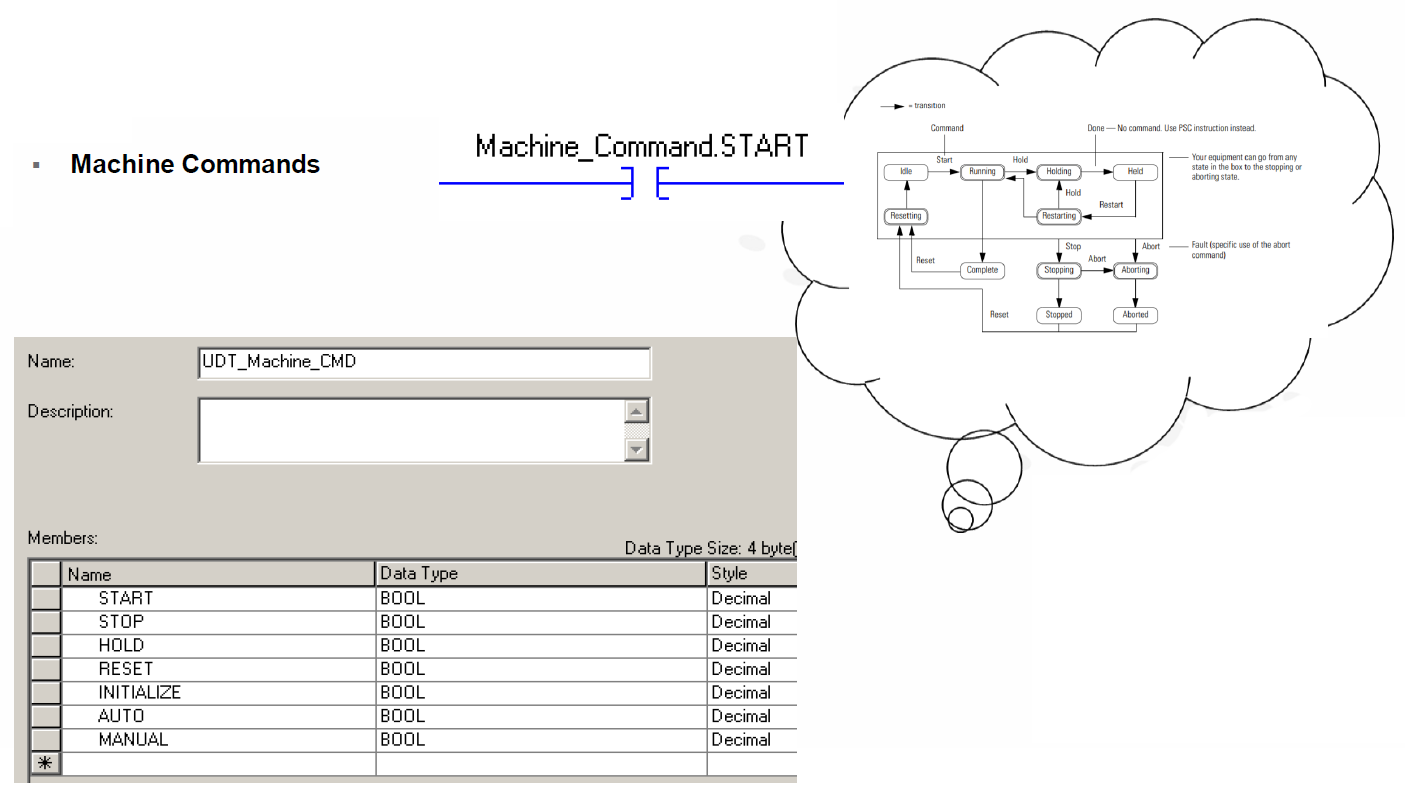 ▪ Machine Commands
Machine_Command.START
= transition
Command
Done — No command. Use PSC instruction instead.
Start
Hold
Idle
Running
Holding
Held
Your equipment can go from any
state in the box to the stopping or
aborting state.
Hold
Restart
Resetting
Restarting
Stop
Abort
Fault (specific use of the abort
command)
Reset
Abort
Complete
Stopping
Aborting
Reset
Stopped
Aborted
Name: UDT_Machine_CMD
Description:
Members:
Data Type Size: 4 byte(
Name Data Type Style
START BOOL Decimal
STOP BOOL Decimal
HOLD BOOL Decimal
RESET BOOL Decimal
INITIALIZE BOOL Decimal
AUTO BOOL Decimal
MANUAL BOOL Decimal